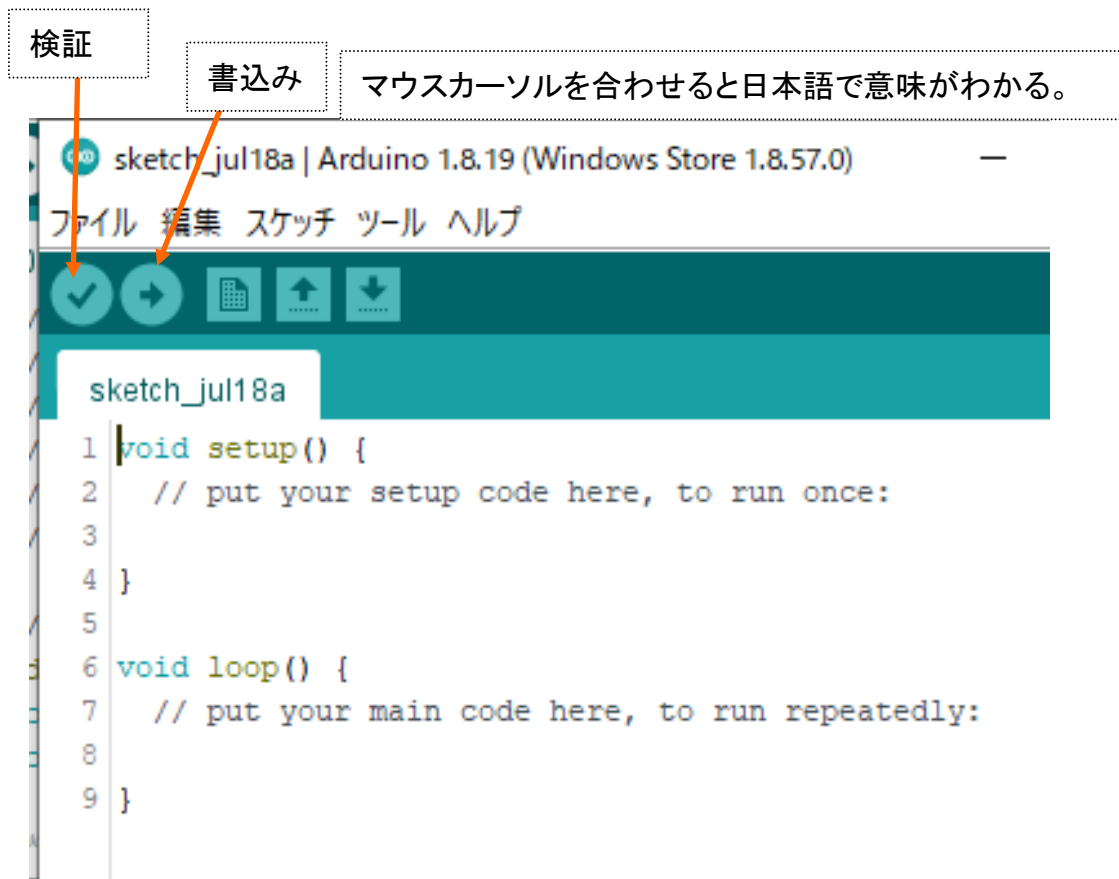 検証
書込み
マウスカーソルを合わせると日本語で意味がわかる。
sketch_jul18a | Arduino 1.8.19 (Windows Store 1.8.57.0)
ファイル 編集 スケッチ ツール ヘルプ
sketch_jul18a
1 void setup() {
2   // put your setup code here, to run once:
3
4 }
5
6 void loop() {
7   // put your main code here, to run repeatedly:
8
9 }